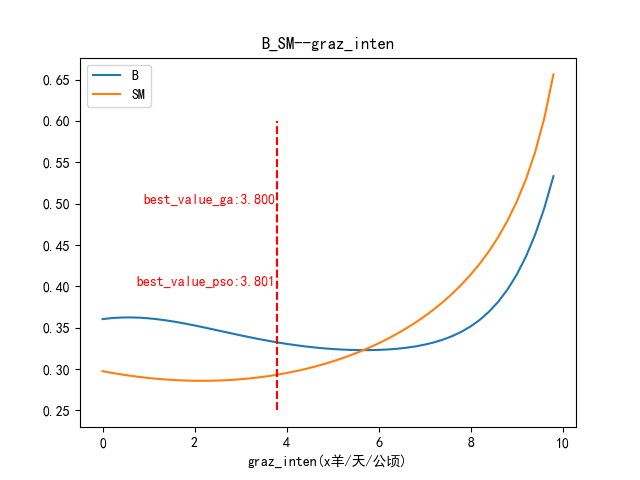 B_SM--graz_inten
B
SM
0.65
0.60
0.55
0.50
0.45
0.40
0.35
0.30
0.25
best_value_ga:3.800
best_value_pso:3.801
0 2 4 6 8 10
graz_inten(x羊/天/公顷)